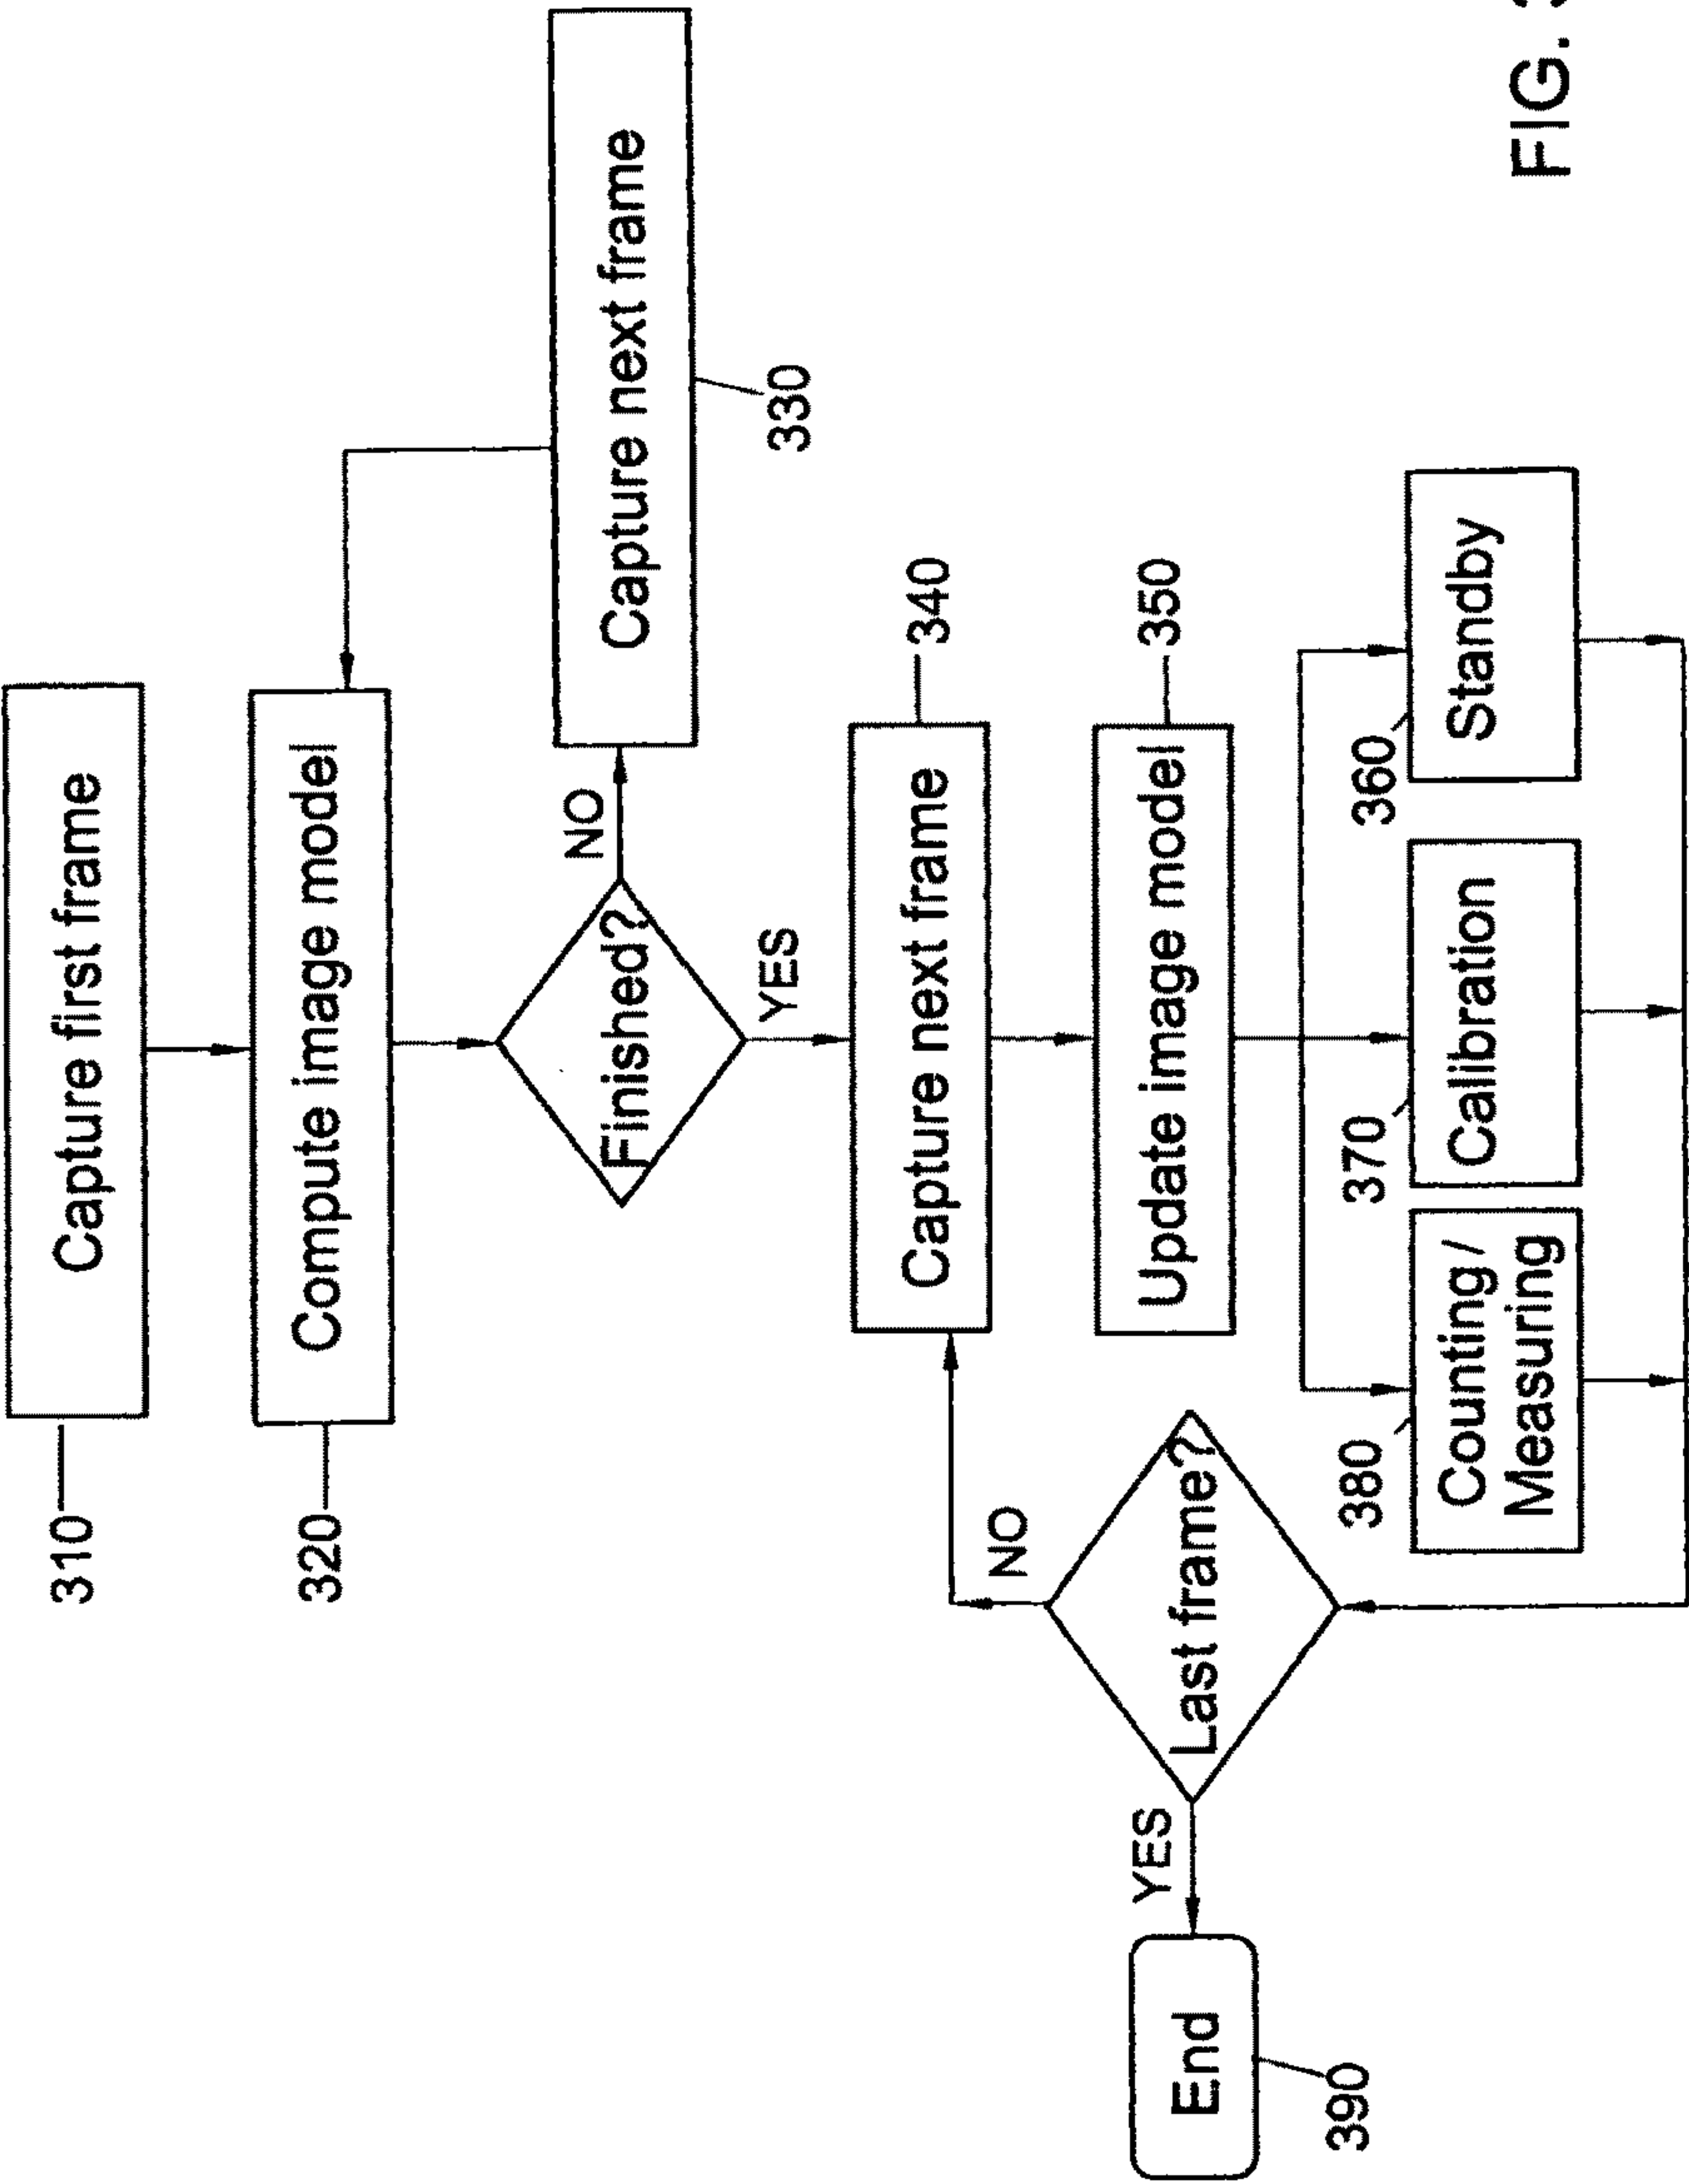 310
Capture first frame
320
Compute image model
Finished?
NO
Capture next frame
330
YES
Capture next frame
340
Update image model
350
380
Counting /
Measuring
370
Calibration
360
Standby
Last frame?
NO
YES
End
390
FIG.